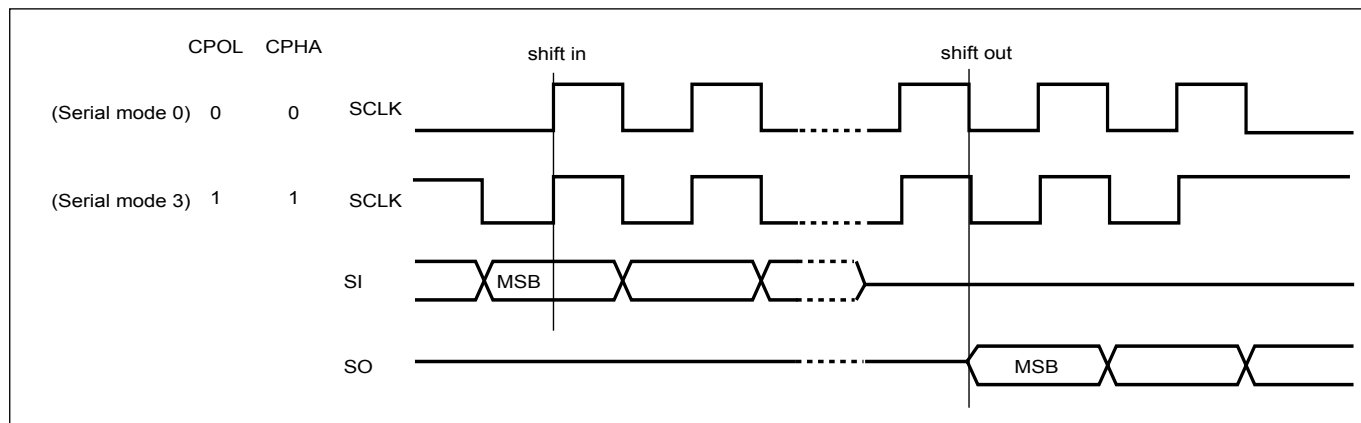 CPOL CPHA shift in shift out
(Serial mode 0) 0 0 SCLK
(Serial mode 3) 1 1 SCLK
SI MSB
SO MSB